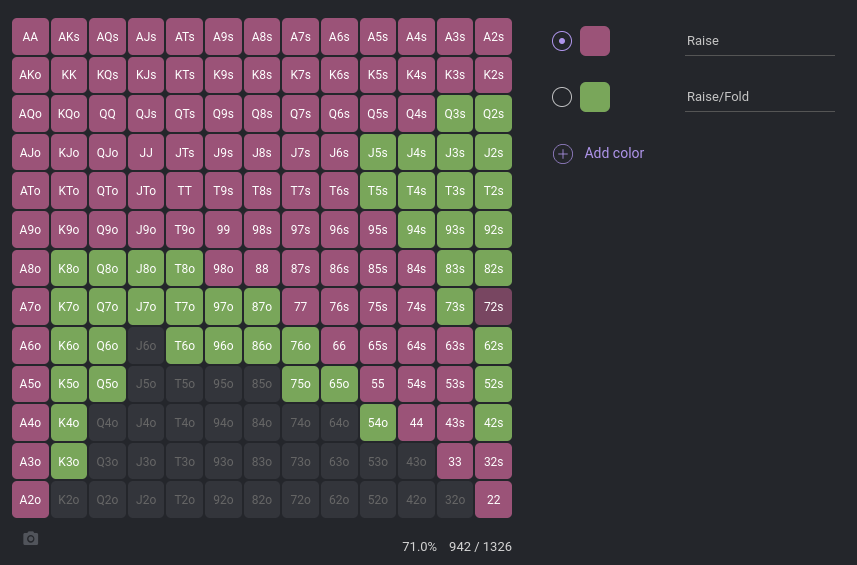 AA AKs AQs AJs ATs A9s A8s A7s A6s A5s A4s A3s A2s
AKo KK KQs KJs KTs K9s K8s K7s K6s K5s K4s K3s K2s
AQo KQo QQ QJs QTs Q9s Q8s Q7s Q6s Q5s Q4s Q3s Q2s
AJo KJo QJo JJ JTs J9s J8s J7s J6s J5s J4s J3s J2s
ATo KTo QTo JTo TT T9s T8s T7s T6s T5s T4s T3s T2s
A9o K9o Q9o J9o T9o 99 98s 97s 96s 95s 94s 93s 92s
A8o K8o Q8o J8o T8o 98o 88 87s 86s 85s 84s 83s 82s
A7o K7o Q7o J7o T7o 97o 87o 77 76s 75s 74s 73s 72s
A6o K6o Q6o J6o T6o 96o 86o 76o 66 65s 64s 63s 62s
A5o K5o Q5o J5o T5o 95o 85o 75o 65o 55 54s 53s 52s
A4o K4o Q4o J4o T4o 94o 84o 74o 64o 54o 44 43s 42s
A3o K3o Q3o J3o T3o 93o 83o 73o 63o 53o 43o 33 32s
A2o K2o Q2o J2o T2o 92o 82o 72o 62o 52o 42o 32o 22
71.0% 942 / 1326
Raise
Raise/Fold
Add color